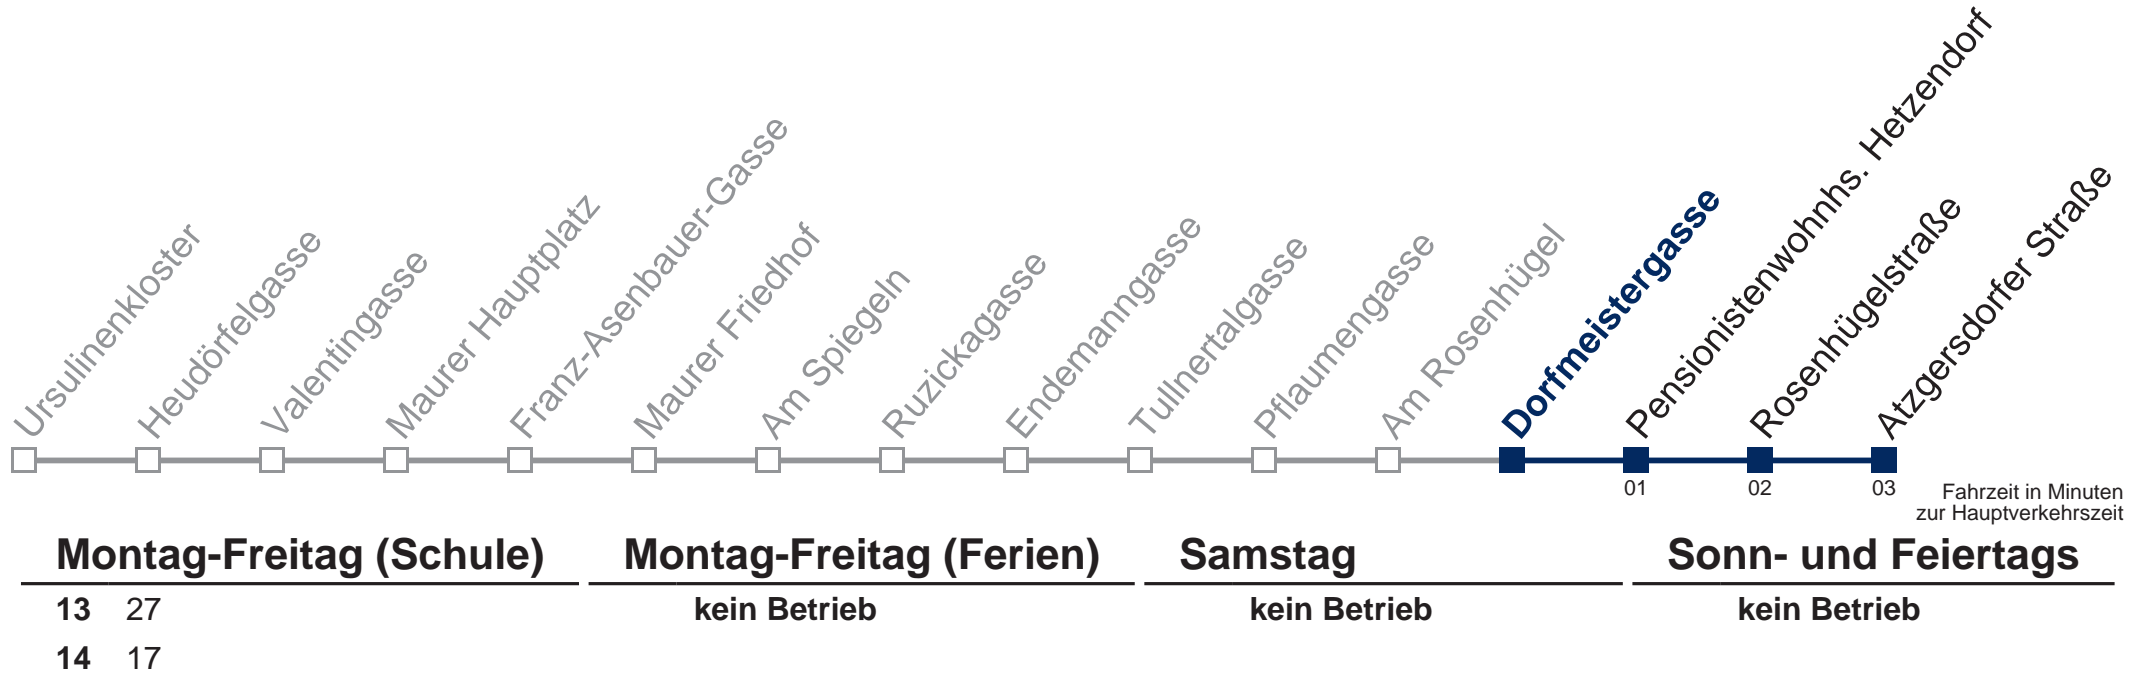 Ursulinenkloster
Heudörfelgasse
Valentingasse
Maurer Hauptplatz
Franz-Asenbauer-Gasse
Maurer Friedhof
Am Spiegeln
Ruzickagasse
Endemanngasse
Tullnertalgasse
Pflaumengasse
Am Rosenhügel
Dorfmeistergasse
Pensionistenwohnhs. Hetzendorf
Rosenhügelstraße
Atzgersdorfer Straße
01 02 03
Fahrzeit in Minuten
zur Hauptverkehrszeit
Montag-Freitag (Schule) Montag-Freitag (Ferien) Samstag Sonn- und Feiertags
13 27 kein Betrieb kein Betrieb kein Betrieb
14 17